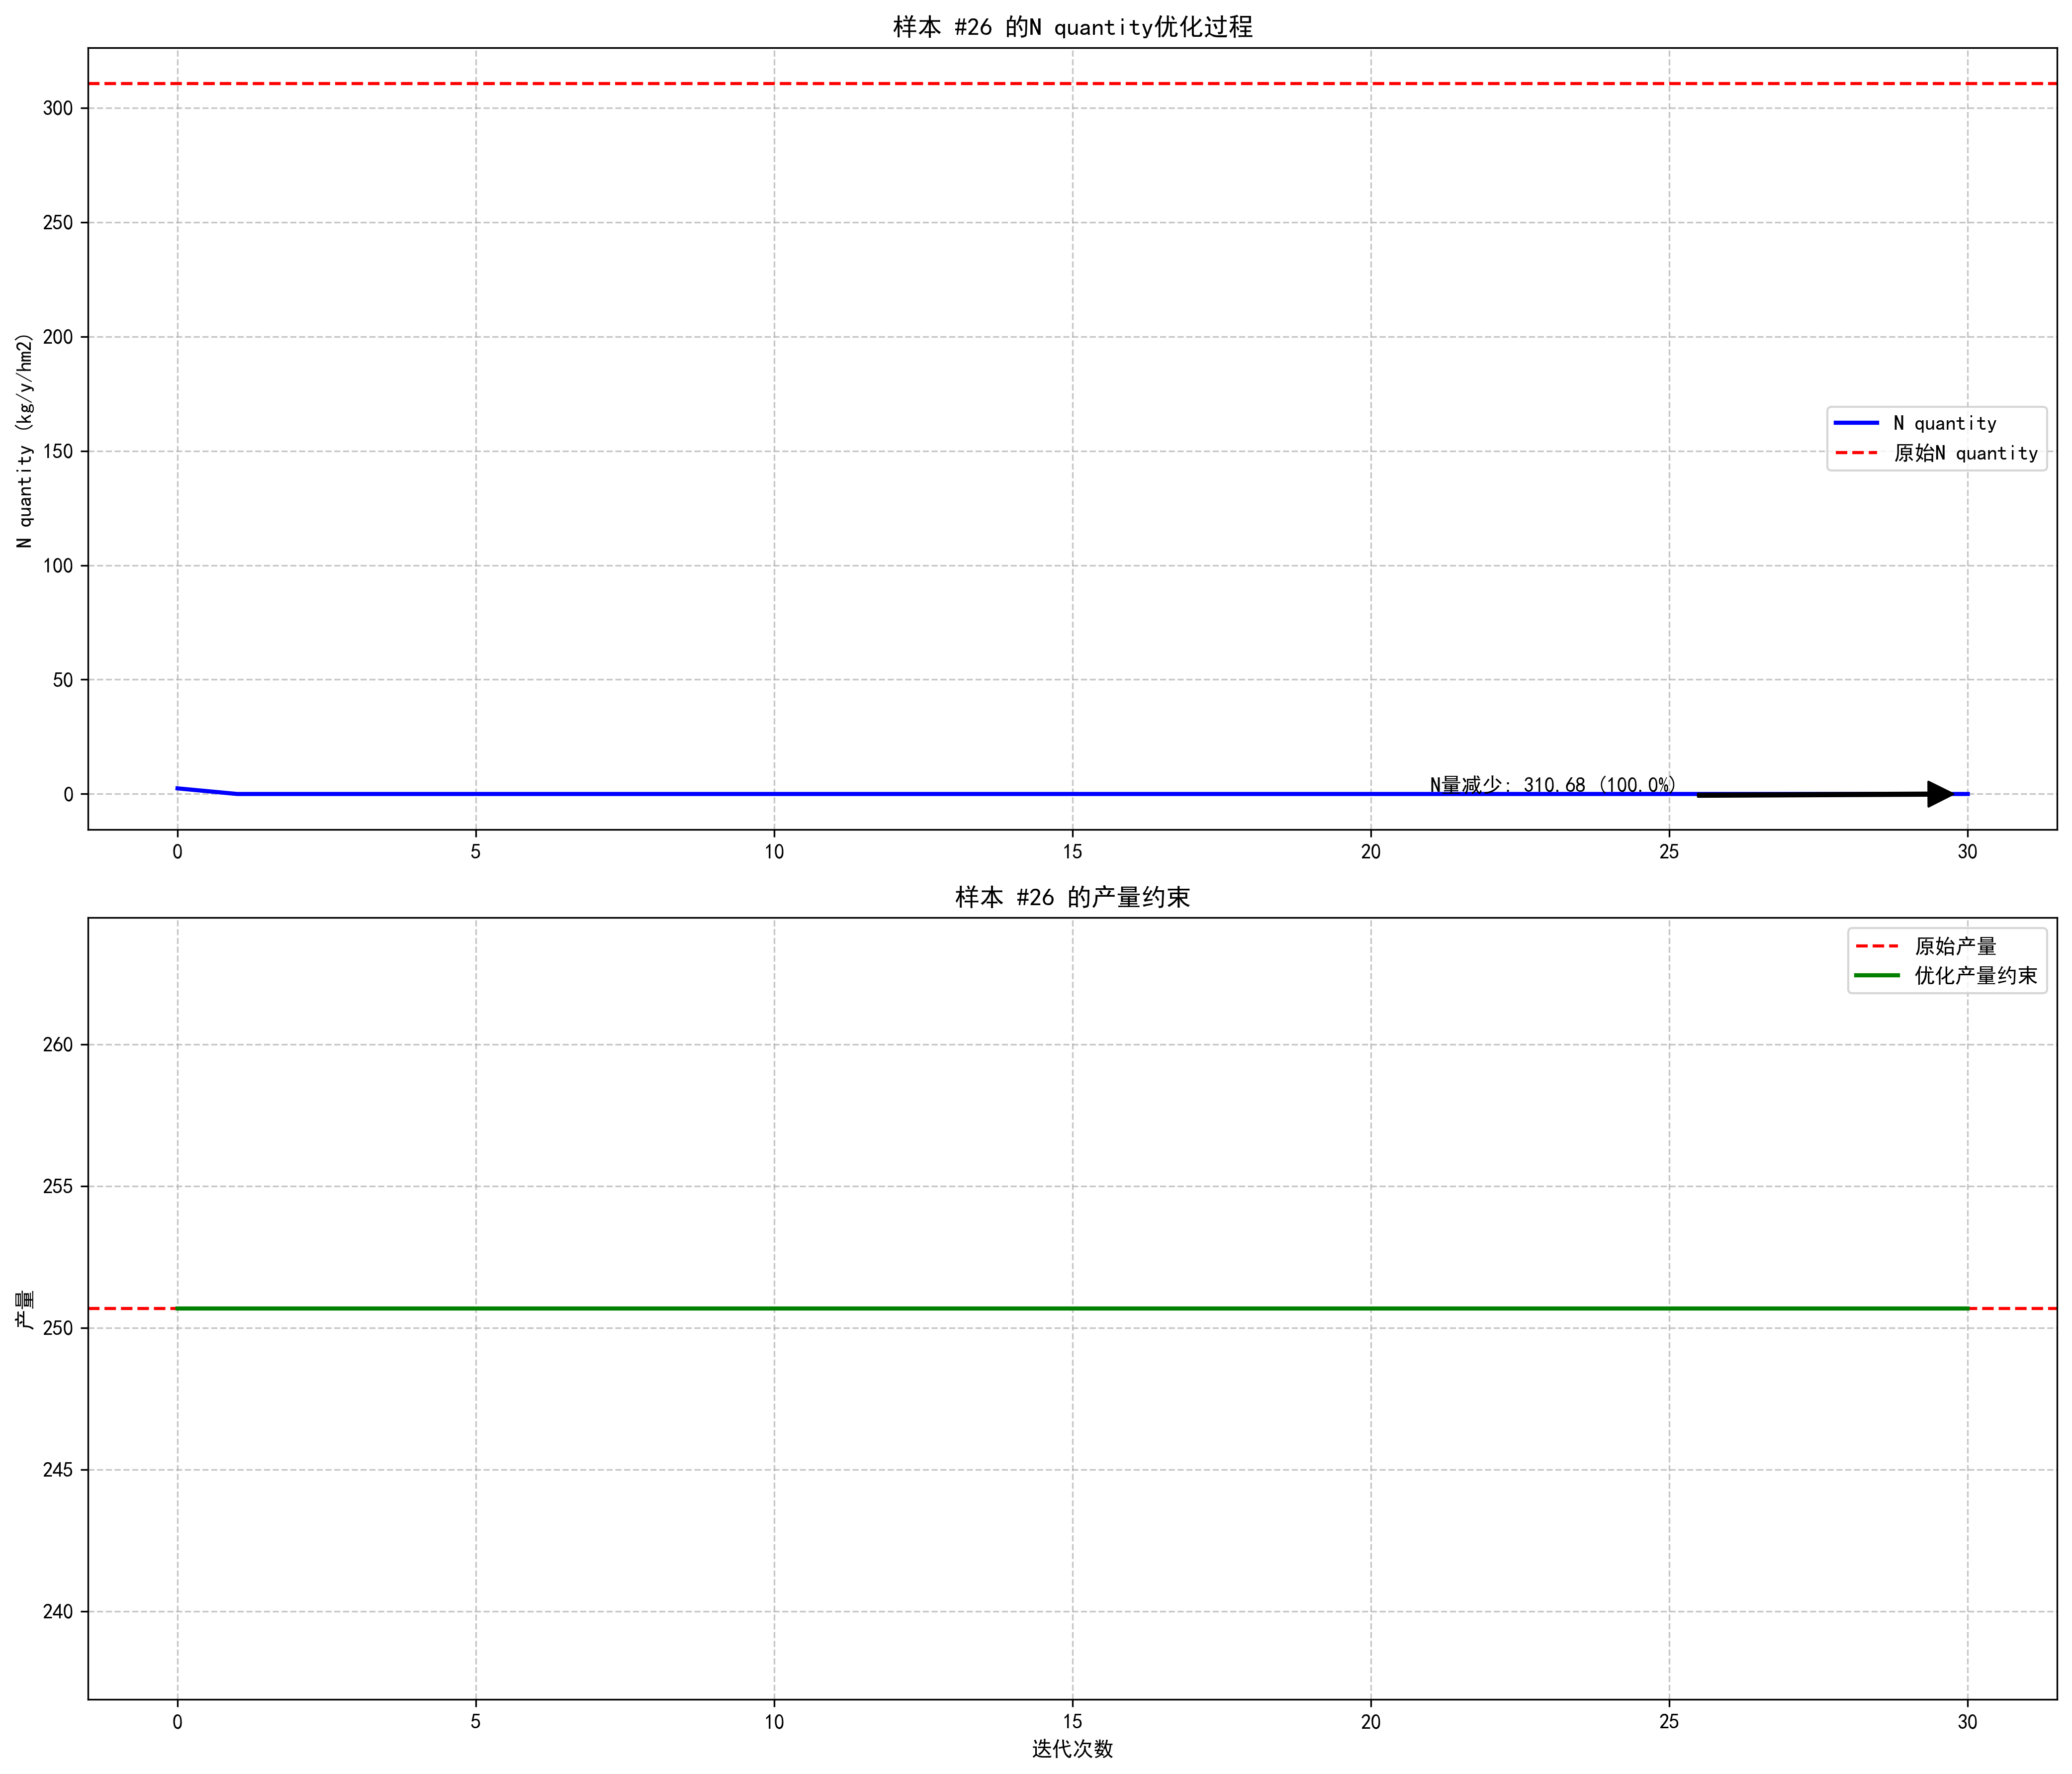 样本 #26 的N quantity优化过程
N quantity (kg/y/hm2)
300
250
200
150
100
50
0
N quantity
原始N quantity
N量减少: 310.68 (100.0%)
0 5 10 15 20 25 30
样本 #26 的产量约束
产量
260
255
250
245
240
原始产量
优化产量约束
0 5 10 15 20 25 30
迭代次数